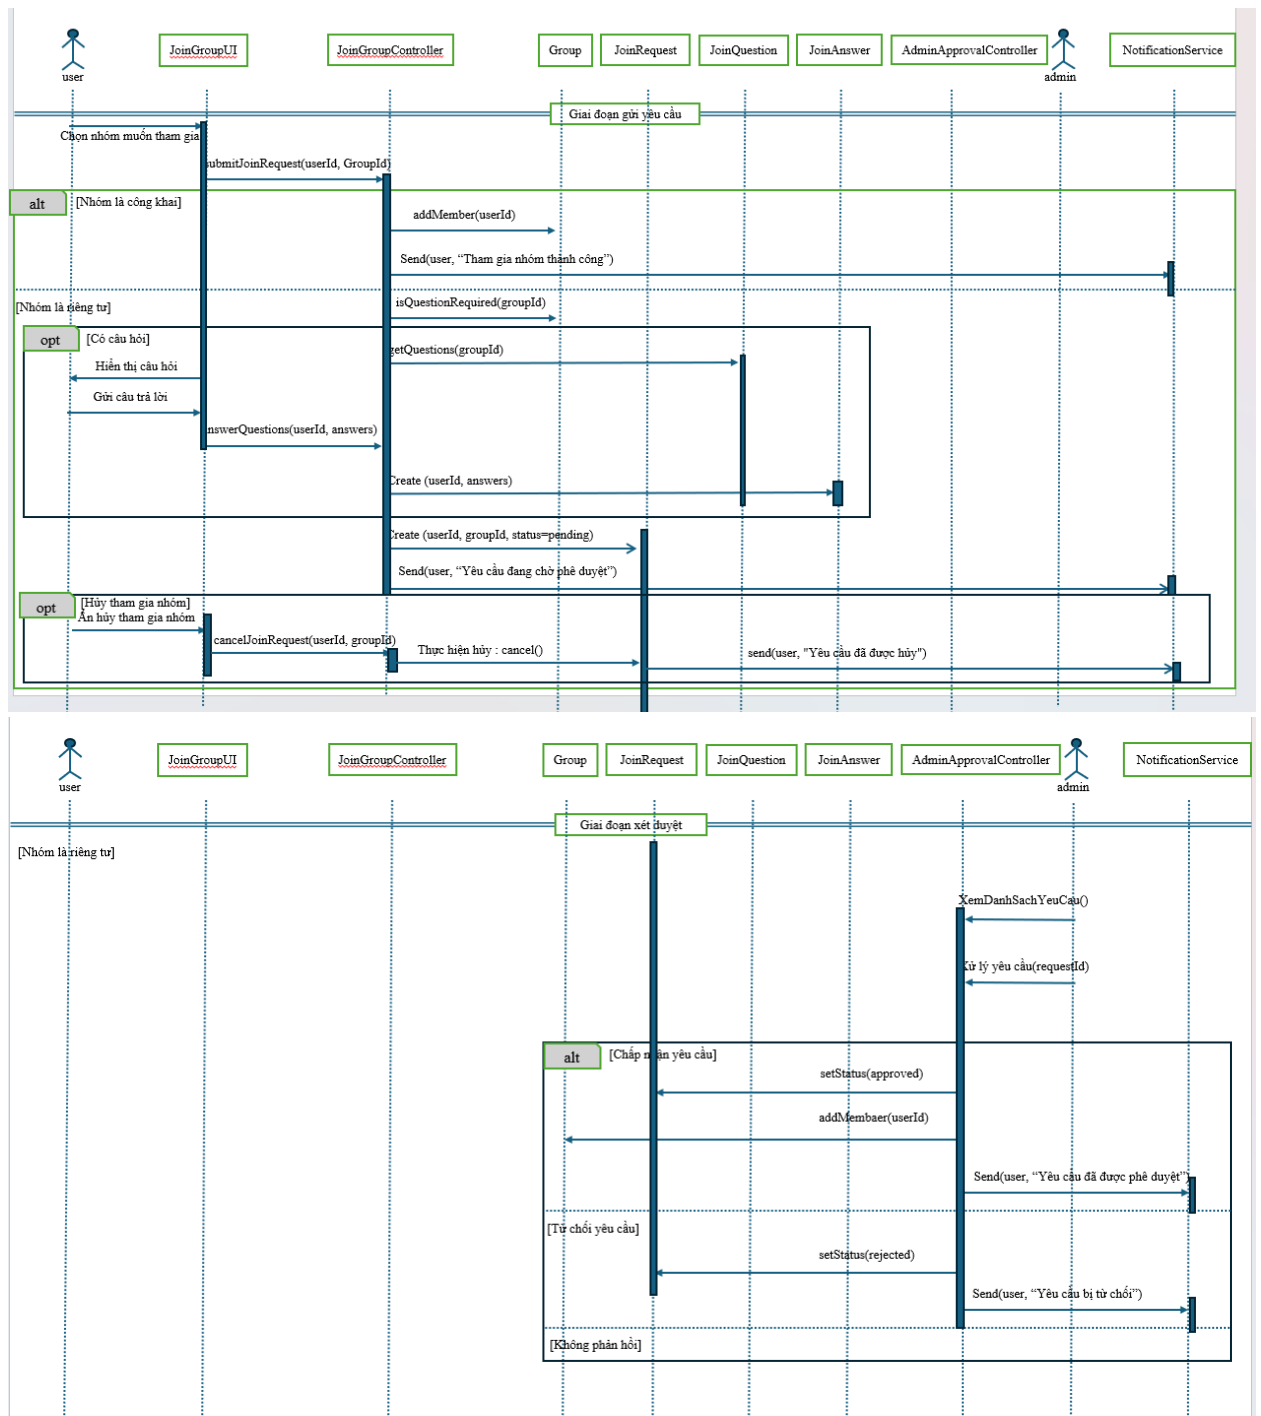 user
JoinGroupUI
JoinGroupController
Group
JoinRequest
JoinQuestion
JoinAnswer
AdminApprovalController
admin
NotificationService
Giai đoạn gửi yêu cầu
Chọn nhóm muốn tham gia
submitJoinRequest(userId, GroupId)
alt
[Nhóm là công khai]
addMember(userId)
Send(user, “Tham gia nhóm thành công”)
[Nhóm là riêng tư]
isQuestionRequired(groupId)
opt
[Có câu hỏi]
getQuestions(groupId)
Hiển thị câu hỏi
Gửi câu trả lời
nswerQuestions(userId, answers)
Create (userId, answers)
Create (userId, groupId, status=pending)
Send(user, “Yêu cầu đang chờ phê duyệt”)
opt
[Hủy tham gia nhóm]
Ấn hủy tham gia nhóm
cancelJoinRequest(userId, groupId)
Thực hiện hủy : cancel()
send(user, "Yêu cầu đã được hủy")
user
JoinGroupUI
JoinGroupController
Group
JoinRequest
JoinQuestion
JoinAnswer
AdminApprovalController
admin
NotificationService
Giai đoạn xét duyệt
[Nhóm là riêng tư]
XemDanhSachYeuCau()
Xử lý yêu cầu(requestId)
alt
[Chấp nhận yêu cầu]
setStatus(approved)
addMembaer(userId)
Send(user, “Yêu cầu đã được phê duyệt”)
[Từ chối yêu cầu]
setStatus(rejected)
Send(user, “Yêu cầu bị từ chối”)
[Không phản hồi]